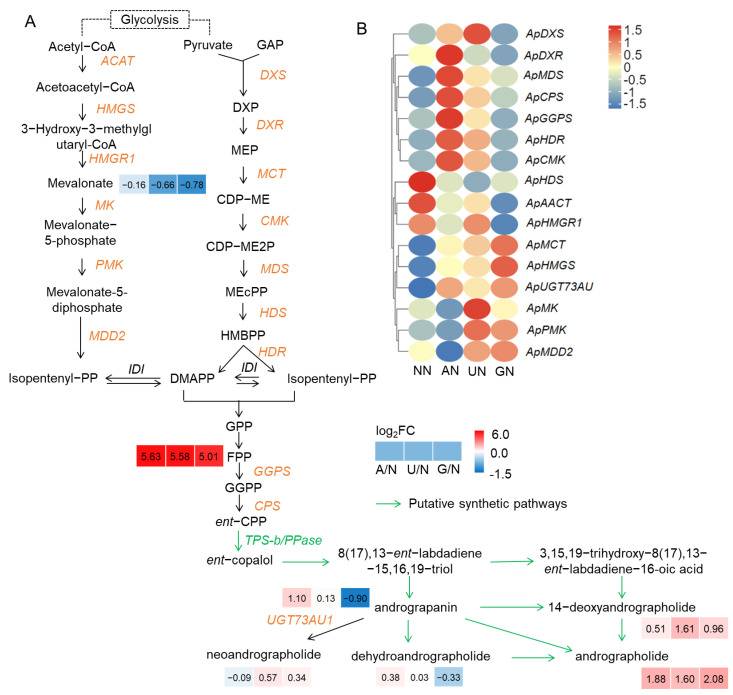 A
Glycolysis
Acetyl−CoA
Pyruvate
GAP
ACAT
DXS
Acetoacetyl−CoA
DXP
HMGS
DXR
3−Hydroxy−3−methylgl
utaryl-CoA
MEP
HMGR1
MCT
Mevalonate
−0.16 −0.66 −0.78
CDP−ME
MK
CMK
Mevalonate−
5-phosphate
CDP−ME2P
PMK
MDS
Mevalonate-5-
diphosphate
MEcPP
HDS
MDD2
HMBPP
HDR
Isopentenyl−PP
IDI
DMAPP
IDI
Isopentenyl−PP
GPP
5.63 5.58 5.01
FPP
GGPS
GGPP
CPS
ent−CPP
TPS-b/PPase
ent−copalol
8(17),13−ent−labdadiene
−15,16,19−triol
3,15,19−trihydroxy−8(17),13−
ent−labdadiene−16-oic acid
1.10 0.13 −0.90
andrograpanin
14−deoxyandrographolide
UGT73AU1
0.51 1.61 0.96
neoandrographolide
dehydroandrographolide
andrographolide
−0.09 0.57 0.34
0.38 0.03 −0.33
1.88 1.60 2.08
log2FC
A/N U/N G/N
6.0
−1.5
Putative synthetic pathways
B
ApDXS
ApDXR
ApMDS
ApCPS
ApGGPS
ApHDR
ApCMK
ApHDS
ApAACT
ApHMGR1
ApMCT
ApHMGS
ApUGT73AU
ApMK
ApPMK
ApMDD2
NN AN UN GN
1.5
1
0.5
0
−0.5
−1
−1.5